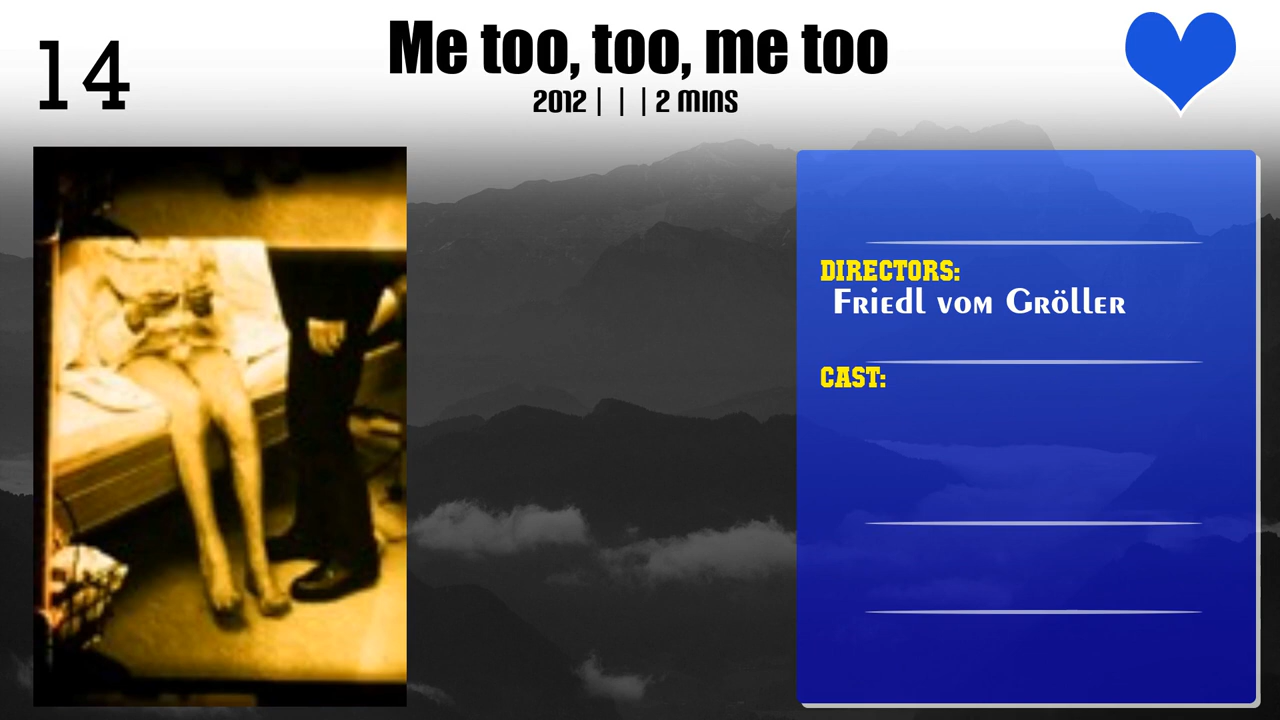 14
Me too, too, me too
2012 | | | 2 MINS
DIRECTORS:
Friedl vom Gröller
CAST: